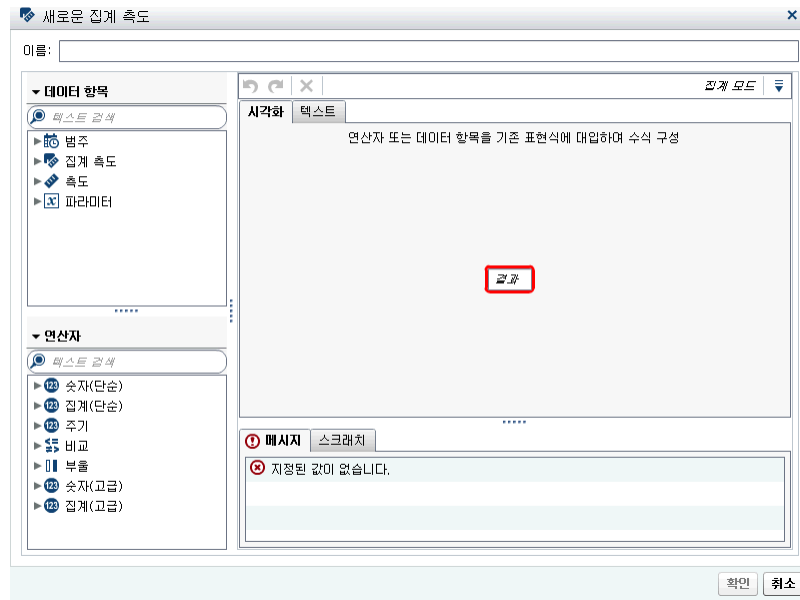 새로운 집계 측도
이름:
데이터 항목
텍스트 검색
범주
집계 측도
측도
파라미터
연산자
텍스트 검색
숫자(단순)
집계(단순)
주기
비교
부울
숫자(고급)
집계(고급)
집계 모드
시각화 텍스트
연산자 또는 데이터 항목을 기존 표현식에 대입하여 수식 구성
결과
메시지 스크래치
지정된 값이 없습니다.
확인 취소